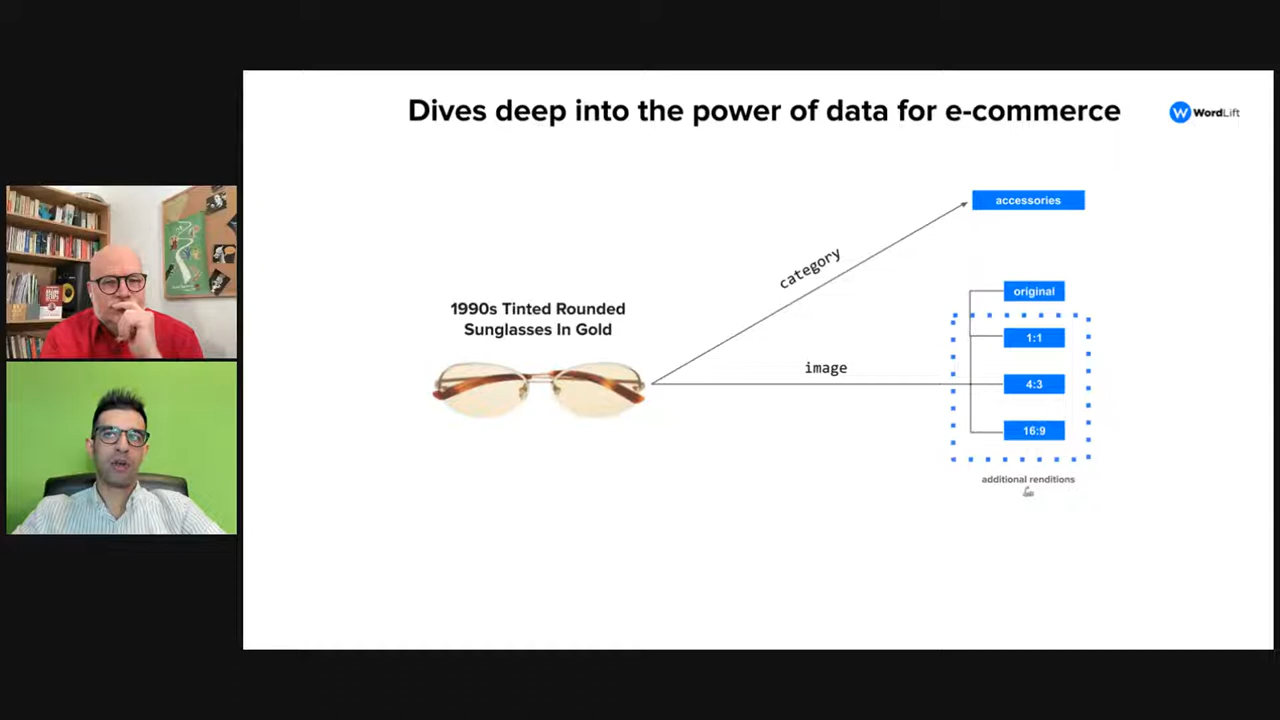 Dives deep into the power of data for e-commerce
W WordLift
accessories
category
original
1990s Tinted Rounded
Sunglasses In Gold
1:1
image
4:3
16:9
additional renditions